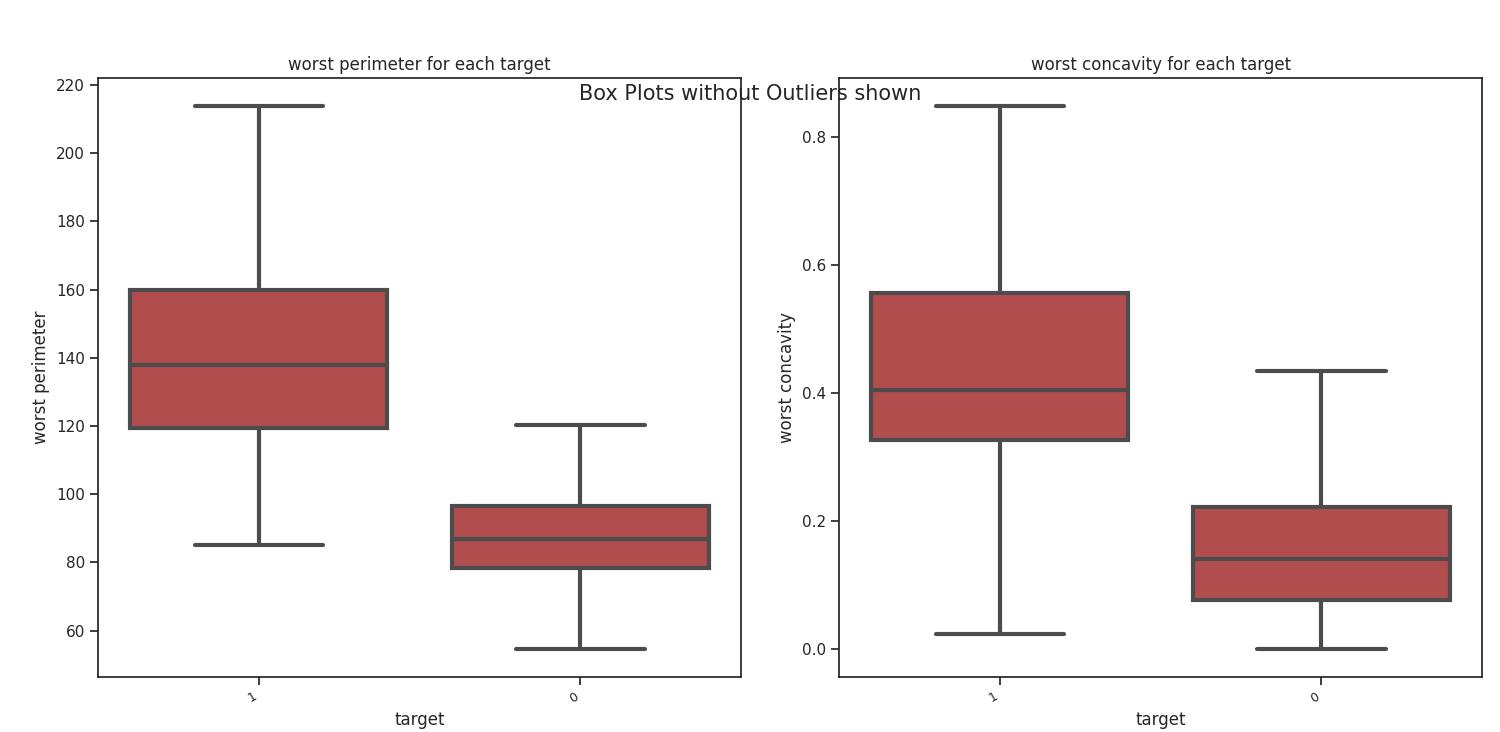 Box Plots without Outliers shown
worst perimeter for each target
220
200
180
160
140
120
100
80
60
worst perimeter
1
0
target
worst concavity for each target
0.8
0.6
0.4
0.2
0.0
worst concavity
1
0
target